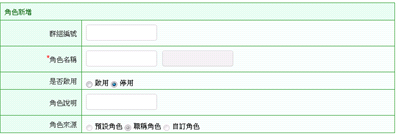 角色新增
群組編號
*角色名稱
是否啟用 啟用 停用
角色說明
角色來源 預設角色 職稱角色 自訂角色